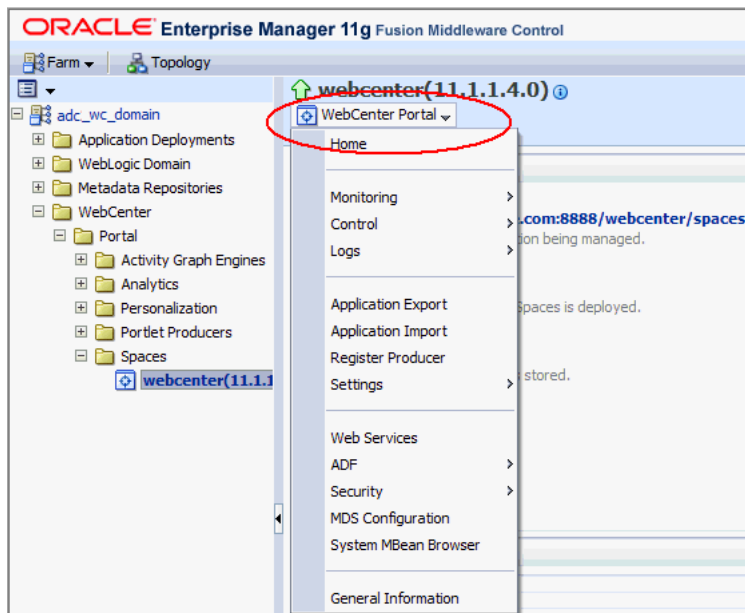 ORACLE Enterprise Manager 11g Fusion Middleware Control
Farm Topology
webcenter(11.1.1.4.0)
WebCenter Portal
adc_wc_domain
Application Deployments
WebLogic Domain
Metadata Repositories
WebCenter
Portal
Activity Graph Engines
Analytics
Personalization
Portlet Producers
Spaces
webcenter(11.1.1
Home
Monitoring
Control
Logs
Application Export
Application Import
Register Producer
Settings
Web Services
ADF
Security
MDS Configuration
System MBean Browser
General Information
.com:8888/webcenter/spaces
being managed.
Spaces is deployed.
stored.